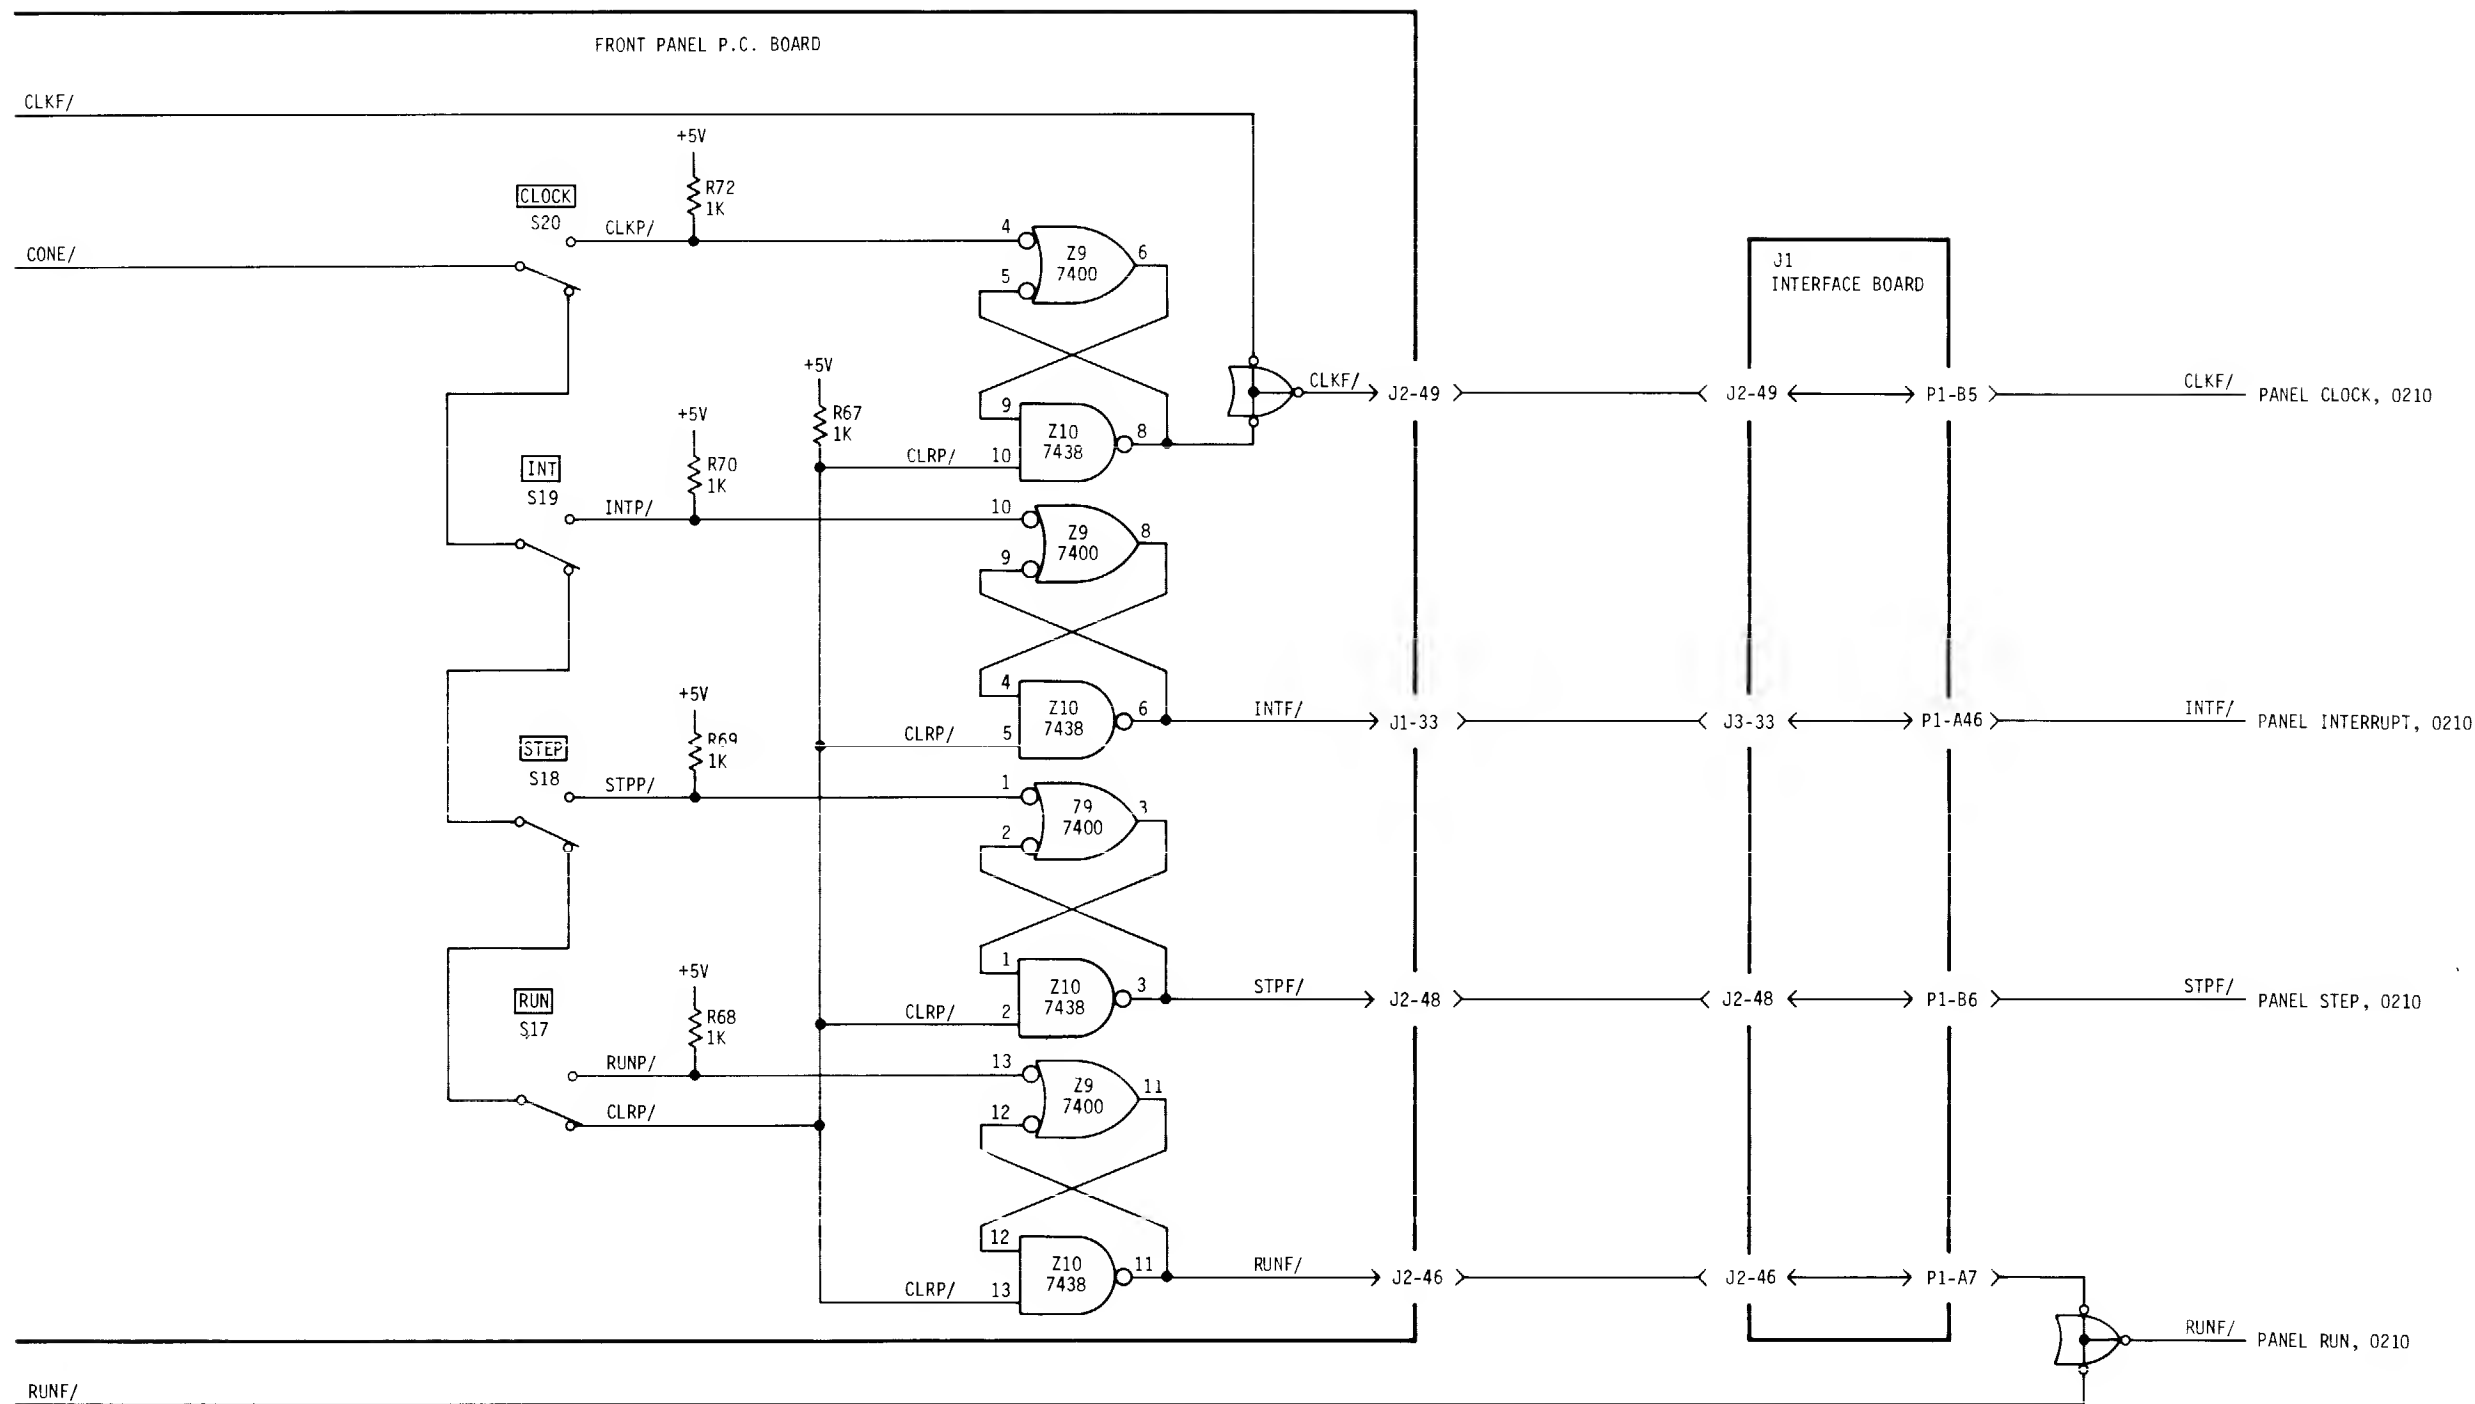 FRONT PANEL P.C. BOARD
CLKF/
+5V
R72
1K
CLOCK
S20
CLKP/
4
5
Z9
7400
6
CONE/
J1
INTERFACE BOARD
+5V
R67
1K
9
10
Z10
7438
8
CLRP/
CLKF/
J2-49
J2-49
P1-B5
CLKF/
PANEL CLOCK, 0210
+5V
R70
1K
INT
S19
INTP/
10
9
Z9
7400
8
4
5
Z10
7438
6
CLRP/
INTF/
J1-33
J3-33
P1-A46
INTF/
PANEL INTERRUPT, 0210
+5V
R69
1K
STEP
S18
STPP/
1
2
79
7400
3
1
2
Z10
7438
3
CLRP/
STPF/
J2-48
J2-48
P1-B6
STPF/
PANEL STEP, 0210
+5V
R68
1K
RUN
S17
RUNP/
CLRP/
13
12
Z9
7400
11
12
13
Z10
7438
11
CLRP/
RUNF/
J2-46
J2-46
P1-A7
RUNF/
PANEL RUN, 0210
RUNF/